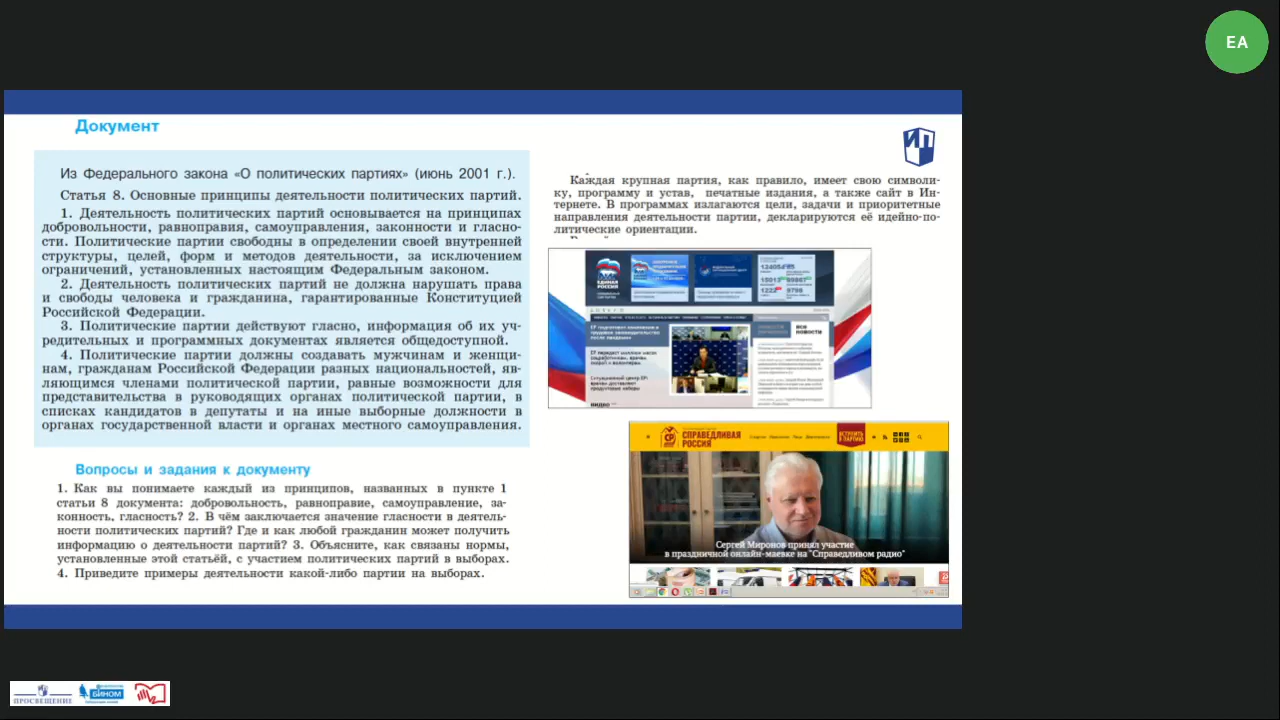 EA
Документ
Из Федерального закона «О политических партиях» (июнь 2001 г.).
Статья 8. Основные принципы деятельности политических партий.
1. Деятельность политических партий основывается на принципах
добровольности, равноправия, самоуправления, законности и гласно-
сти. Политические партии свободны в определении своей внутренней
структуры, целей, форм и методов деятельности, за исключением
ограничений, установленных настоящим Федеральным законом.
2. Деятельность политических партий не должна нарушать права
и свободы человека и гражданина, гарантированные Конституцией
Российской Федерации.
3. Политические партии действуют гласно, информация об их уч-
редительных и программных документах является общедоступной.
4. Политические партии должны создавать мужчинам и женщи-
нам, гражданам Российской Федерации разных национальностей, яв-
ляющимся членами политической партии, равные возможности для
представительства в руководящих органах политической партии, в
списках кандидатов в депутаты и на иные выборные должности в
органах государственной власти и органах местного самоуправления.
Вопросы и задания к документу
1. Как вы понимаете каждый из принципов, названных в пункте 1
статьи 8 документа: добровольность, равноправие, самоуправление, за-
конность, гласность? 2. В чём заключается значение гласности в деятель-
ности политических партий? Где и как любой гражданин может получить
информацию о деятельности партий? 3. Объясните, как связаны нормы,
установленные этой статьёй, с участием политических партий в выборах.
4. Приведите примеры деятельности какой-либо партии на выборах.
ИП
Каждая крупная партия, как правило, имеет свою символи-
ку, программу и устав, печатные издания, а также сайт в Ин-
тернете. В программах излагаются цели, задачи и приоритетные
направления деятельности партии, декларируются её идейно-по-
литические ориентации.
ЕДИНАЯ
РОССИЯ
ВСЕ
НОВОСТИ
ВИДЕО
СР
СПРАВЕДЛИВАЯ
РОССИЯ
ВСТУПИТЬ
В ПАРТИЮ
Сергей Миронов принял участие
в праздничной онлайн-маевке на "Справедливом радио"
ПРОСВЕЩЕНИЕ
БИНОМ